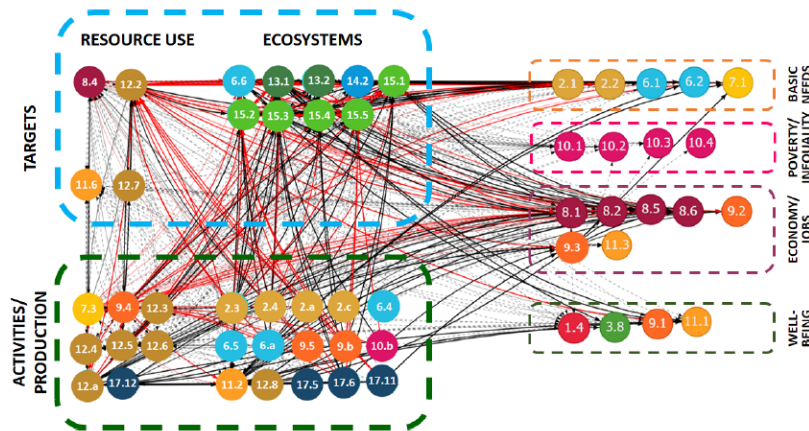 RESOURCE USE ECOSYSTEMS
TARGETS
8.4 12.2 6.6 13.1 13.2 14.2 15.1
15.2 15.3 15.4 15.5
11.6 12.7
ACTIVITIES/
PRODUCTION
7.3 9.4 12.3 2.3 2.4 2.a 2.c 6.4
12.4 12.5 12.6 6.5 6.a 9.5 9.b 10.b
12.a 17.12 11.2 12.8 17.5 17.6 17.11
2.1 2.2 6.1 6.2 7.1
BASIC
NEEDS
10.1 10.2 10.3 10.4
POVERTY/
INEQUALITY
8.1 8.2 8.5 8.6 9.2
9.3 11.3
ECONOMY/
JOBS
1.4 3.8 9.1 11.1
WELL-
BEING